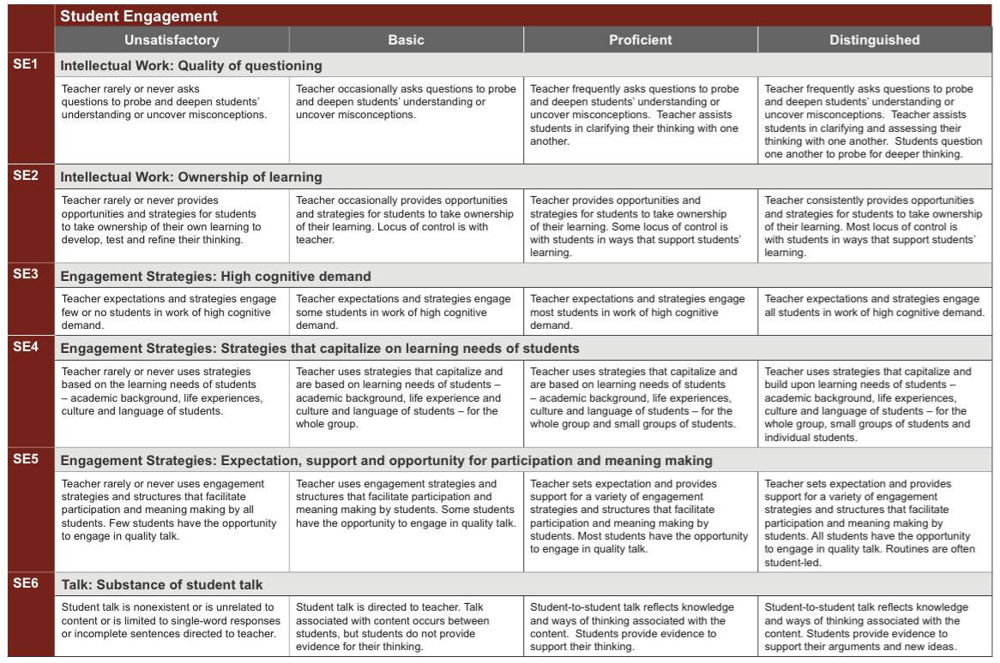 Student Engagement
Unsatisfactory
Basic
Proficient
Distinguished
SE1
Intellectual Work: Quality of questioning
Teacher rarely or never asks
questions to probe and deepen students’
understanding or uncover misconceptions.
Teacher occasionally asks questions to probe
and deepen students’ understanding or
uncover misconceptions.
Teacher frequently asks questions to probe
and deepen students’ understanding or
uncover misconceptions.  Teacher assists
students in clarifying their thinking with one
another.
Teacher frequently asks questions to probe
and deepen students’ understanding or
uncover misconceptions.  Teacher assists
students in clarifying and assessing their
thinking with one another.  Students question
one another to probe for deeper thinking.
SE2
Intellectual Work: Ownership of learning
Teacher rarely or never provides
opportunities and strategies for students
to take ownership of their own learning to
develop, test and refine their thinking.
Teacher occasionally provides opportunities
and strategies for students to take ownership
of their learning. Locus of control is with
teacher.
Teacher provides opportunities and
strategies for students to take ownership
of their learning. Some locus of control is
with students in ways that support students’
learning.
Teacher consistently provides opportunities
and strategies for students to take ownership
of their learning. Most locus of control is
with students in ways that support students’
learning.
SE3
Engagement Strategies: High cognitive demand
Teacher expectations and strategies engage
few or no students in work of high cognitive
demand.
Teacher expectations and strategies engage
some students in work of high cognitive
demand.
Teacher expectations and strategies engage
most students in work of high cognitive
demand.
Teacher expectations and strategies engage
all students in work of high cognitive demand.
SE4
Engagement Strategies: Strategies that capitalize on learning needs of students
Teacher rarely or never uses strategies
based on the learning needs of students
– academic background, life experiences,
culture and language of students.
Teacher uses strategies that capitalize and
are based on learning needs of students –
academic background, life experience and
culture and language of students – for the
whole group.
Teacher uses strategies that capitalize and
are based on learning needs of students
– academic background, life experiences,
culture and language of students – for the
whole group and small groups of students.
Teacher uses strategies that capitalize and
build upon learning needs of students –
academic background, life experiences,
culture and language of students – for the
whole group, small groups of students and
individual students.
SE5
Engagement Strategies: Expectation, support and opportunity for participation and meaning making
Teacher rarely or never uses engagement
strategies and structures that facilitate
participation and meaning making by all
students. Few students have the opportunity
to engage in quality talk.
Teacher uses engagement strategies and
structures that facilitate participation and
meaning making by students. Some students
have the opportunity to engage in quality talk.
Teacher sets expectation and provides
support for a variety of engagement
strategies and structures that facilitate
participation and meaning making by
students. Most students have the opportunity
to engage in quality talk.
Teacher sets expectation and provides
support for a variety of engagement
strategies and structures that facilitate
participation and meaning making by
students. All students have the opportunity
to engage in quality talk. Routines are often
student-led.
SE6
Talk: Substance of student talk
Student talk is nonexistent or is unrelated to
content or is limited to single-word responses
or incomplete sentences directed to teacher.
Student talk is directed to teacher. Talk
associated with content occurs between
students, but students do not provide
evidence for their thinking.
Student-to-student talk reflects knowledge
and ways of thinking associated with the
content.  Students provide evidence to
support their thinking.
Student-to-student talk reflects knowledge
and ways of thinking associated with the
content. Students provide evidence to
support their arguments and new ideas.